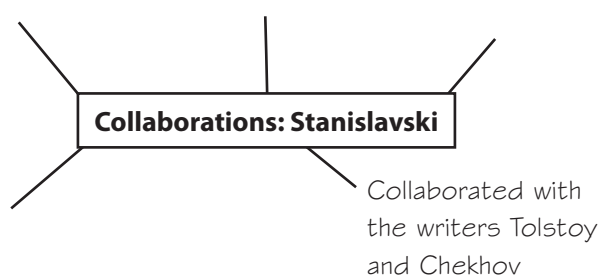 Collaborations: Stanislavski
Collaborated with
the writers Tolstoy
and Chekhov